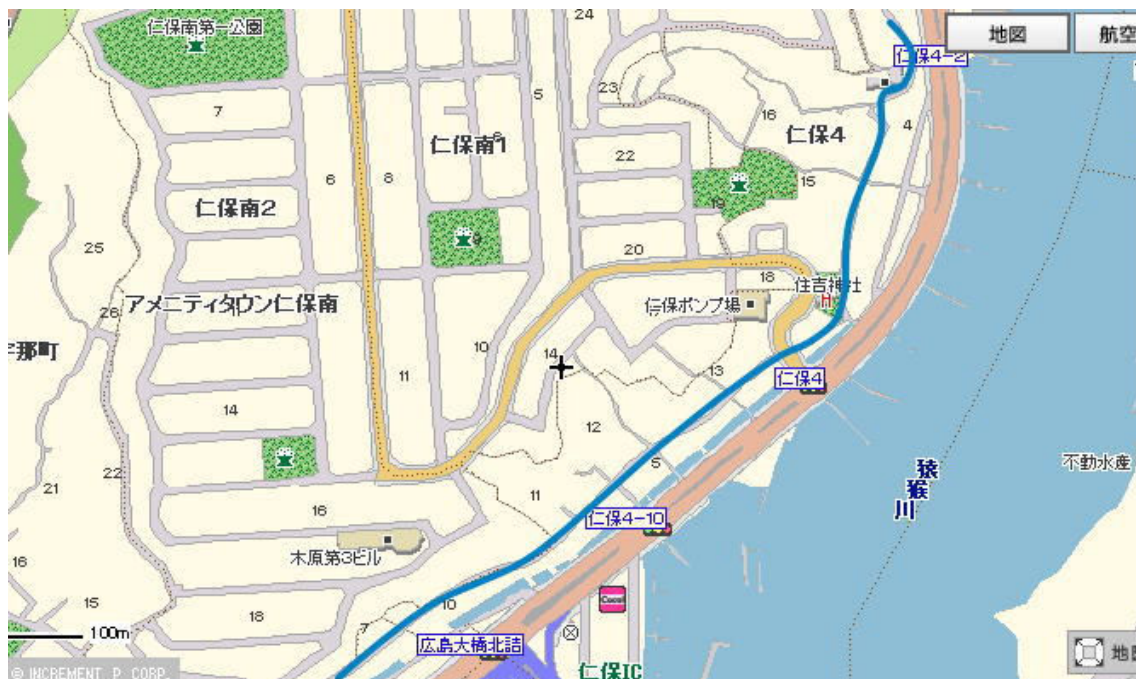 24
地図
航空
仁保南第一公園
仁保4-2
7
5
23
16
4
仁保南1
8
仁保4
22
15
6
8
仁保南2
19
9
25
20
18
住吉神社
アメニティタウン仁保南
仁保ポンプ場
26
那町
10
14
13
11
仁保4
14
12
22
5
不動水産
21
11
猿猴川
16
仁保4-10
木原第3ビル
16
15
18
10
7
100m
広島大橋北詰
地
仁保IC
© INCREMENT P CORP.